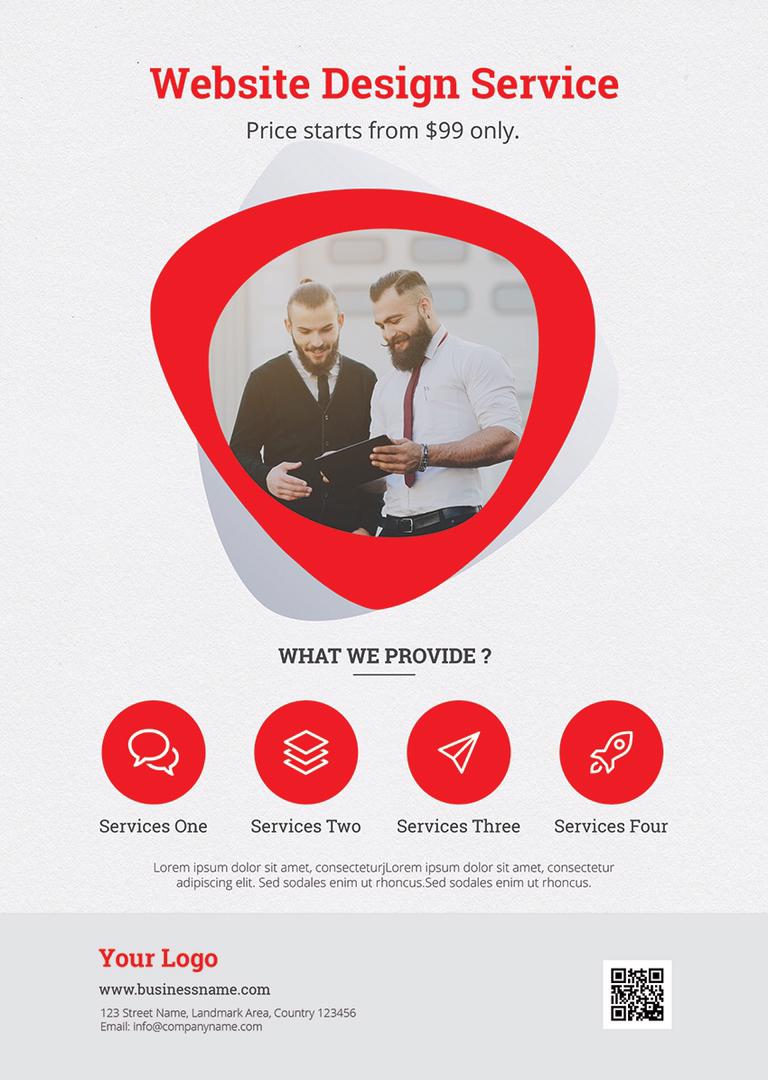 Website Design Service
Price starts from $99 only.
WHAT WE PROVIDE ?
Services One
Services Two
Services Three
Services Four
Lorem ipsum dolor sit amet, consecteturjLorem ipsum dolor sit amet, consectetur
adipiscing elit. Sed sodales enim ut rhoncus.Sed sodales enim ut rhoncus.
Your Logo
www.businessname.com
123 Street Name, Landmark Area, Country 123456
Email: info@companyname.com